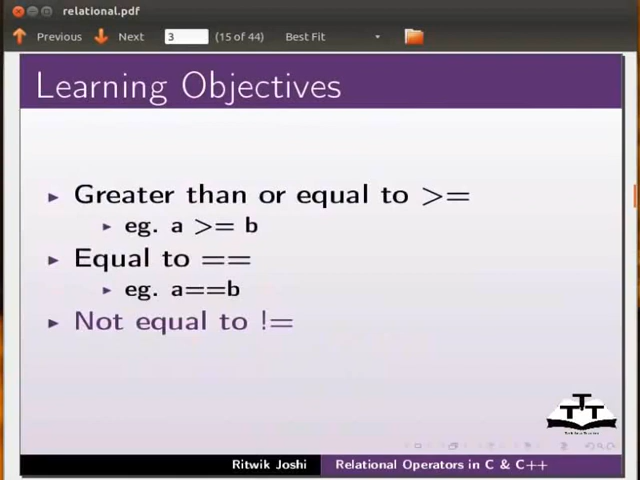 relational.pdf
Previous Next 3 (15 of 44) Best Fit
Learning Objectives
Greater than or equal to >=
eg. a >= b
Equal to ==
eg. a==b
Not equal to !=
TTT
Ritwik Joshi Relational Operators in C & C++